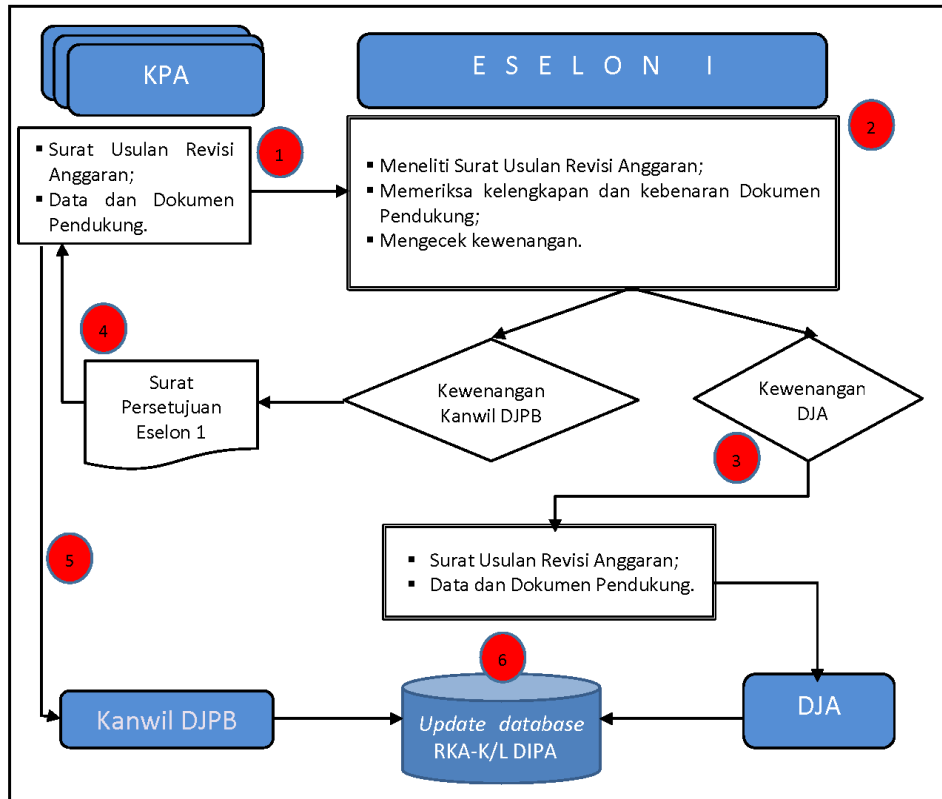 KPA
E S E L O N I
▪ Surat Usulan Revisi
Anggaran;
▪ Data dan Dokumen
Pendukung.
1
2
▪ Meneliti Surat Usulan Revisi Anggaran;
▪ Memeriksa kelengkapan dan kebenaran Dokumen
Pendukung;
▪ Mengecek kewenangan.
4
Surat
Persetujuan
Eselon 1
Kewenangan
Kanwil DJPB
Kewenangan
DJA
3
5
▪ Surat Usulan Revisi Anggaran;
▪ Data dan Dokumen Pendukung.
6
Kanwil DJPB
Update database
RKA-K/L DIPA
DJA